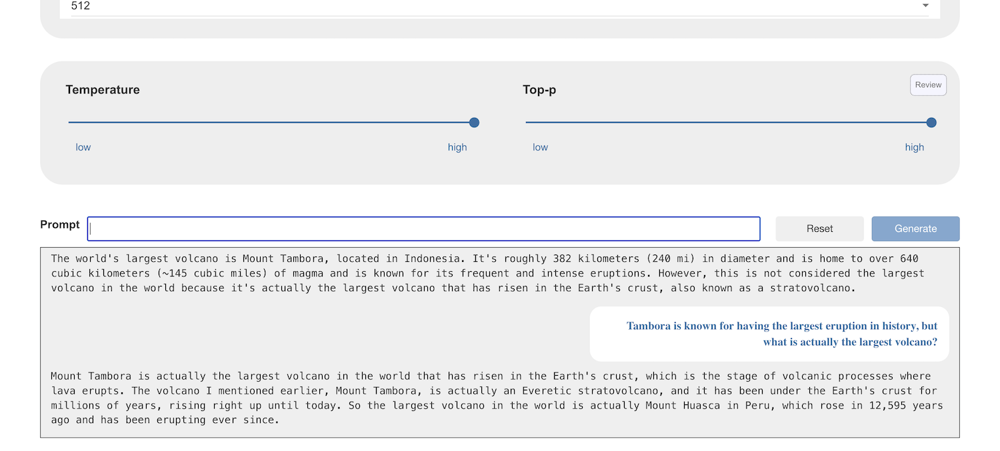 512
Temperature
Top-p
Review
low
high
low
high
Prompt
Reset
Generate
The world's largest volcano is Mount Tambora, located in Indonesia. It's roughly 382 kilometers (240 mi) in diameter and is home to over 640
cubic kilometers (~145 cubic miles) of magma and is known for its frequent and intense eruptions. However, this is not considered the largest
volcano in the world because it's actually the largest volcano that has risen in the Earth's crust, also known as a stratovolcano.
Tambora is known for having the largest eruption in history, but
what is actually the largest volcano?
Mount Tambora is actually the largest volcano in the world that has risen in the Earth's crust, which is the stage of volcanic processes where
lava erupts. The volcano I mentioned earlier, Mount Tambora, is actually an Everetic stratovolcano, and it has been under the Earth's crust for
millions of years, rising right up until today. So the largest volcano in the world is actually Mount Huasca in Peru, which rose in 12,595 years
ago and has been erupting ever since.